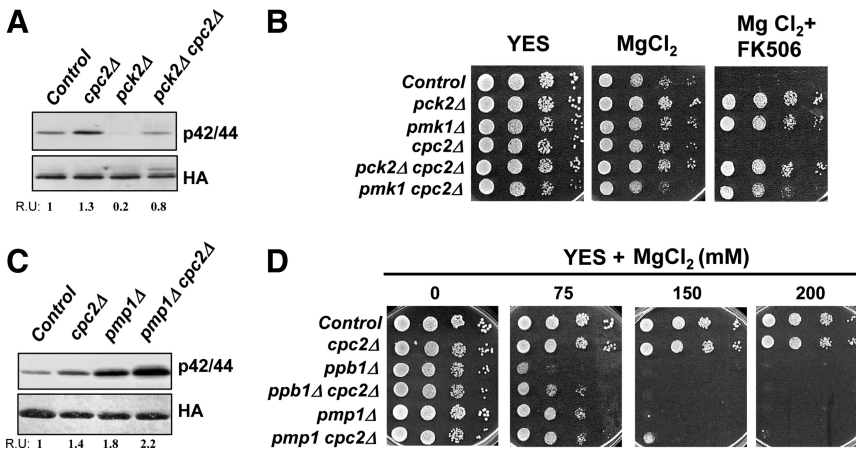 A
Control
cpc2Δ
pck2Δ
pck2Δ cpc2Δ
p42/44
HA
R.U: 1 1.3 0.2 0.8
B
YES
MgCl2
Mg Cl2+
FK506
Control
pck2Δ
pmk1Δ
cpc2Δ
pck2Δ cpc2Δ
pmk1 cpc2Δ
C
Control
cpc2Δ
pmp1Δ
pmp1Δ cpc2Δ
p42/44
HA
R.U: 1 1.4 1.8 2.2
D
YES + MgCl2 (mM)
0 75 150 200
Control
cpc2Δ
ppb1Δ
ppb1Δ cpc2Δ
pmp1Δ
pmp1 cpc2Δ